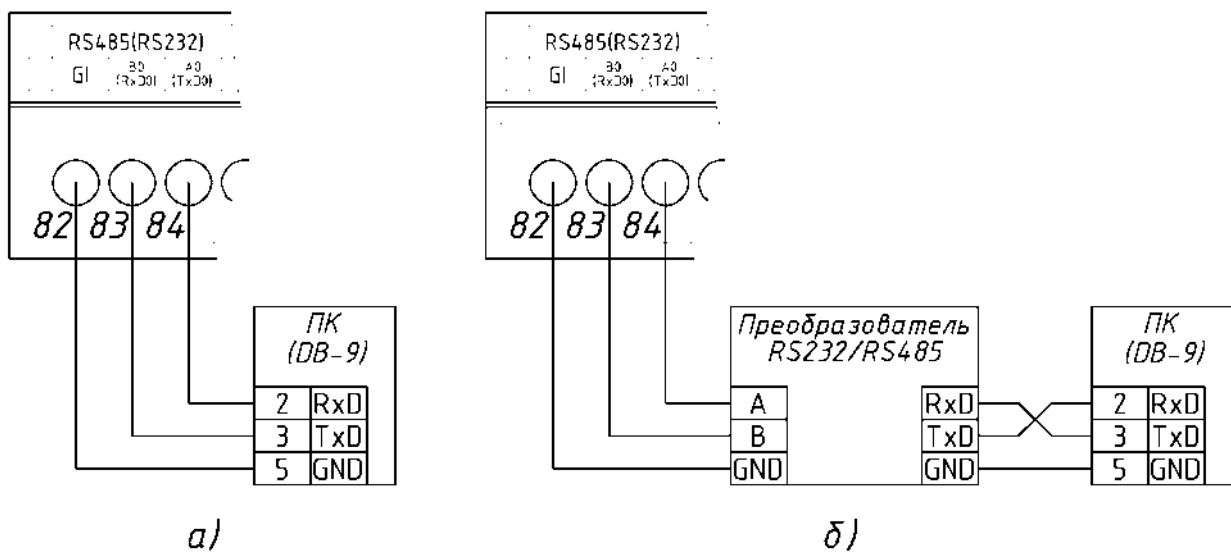 RS485(RS232)
GI B0 (RxD0) A0 (TxD0)
82 83 84
ПК
(DB-9)
2 RxD
3 TxD
5 GND
а)
RS485(RS232)
GI B0 (RxD0) A0 (TxD0)
82 83 84
Преобразователь
RS232/RS485
A RxD
B TxD
GND GND
ПК
(DB-9)
2 RxD
3 TxD
5 GND
б)